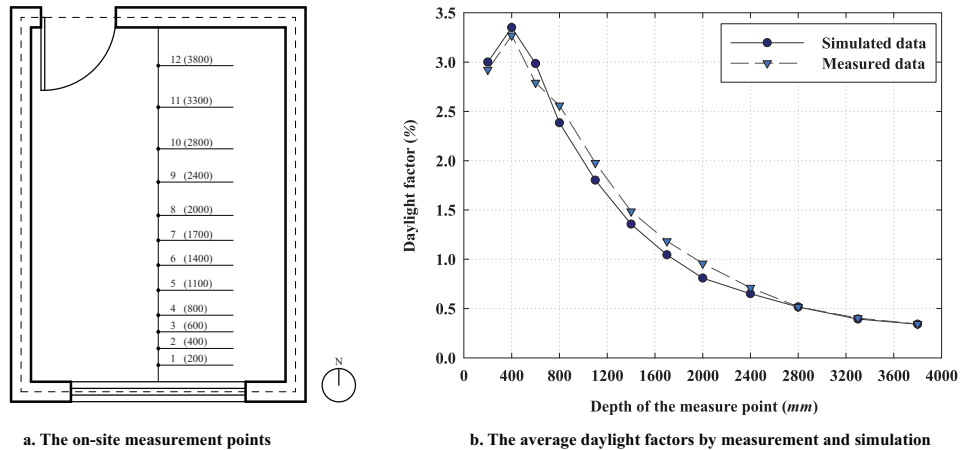 12 (3800)
11 (3300)
10 (2800)
9 (2400)
8 (2000)
7 (1700)
6 (1400)
5 (1100)
4 (800)
3 (600)
2 (400)
1 (200)
N
a. The on-site measurement points
3.5
3.0
2.5
2.0
1.5
1.0
0.5
0.0
Daylight factor (%)
Simulated data
Measured data
0 400 800 1200 1600 2000 2400 2800 3200 3600 4000
Depth of the measure point (mm)
b. The average daylight factors by measurement and simulation